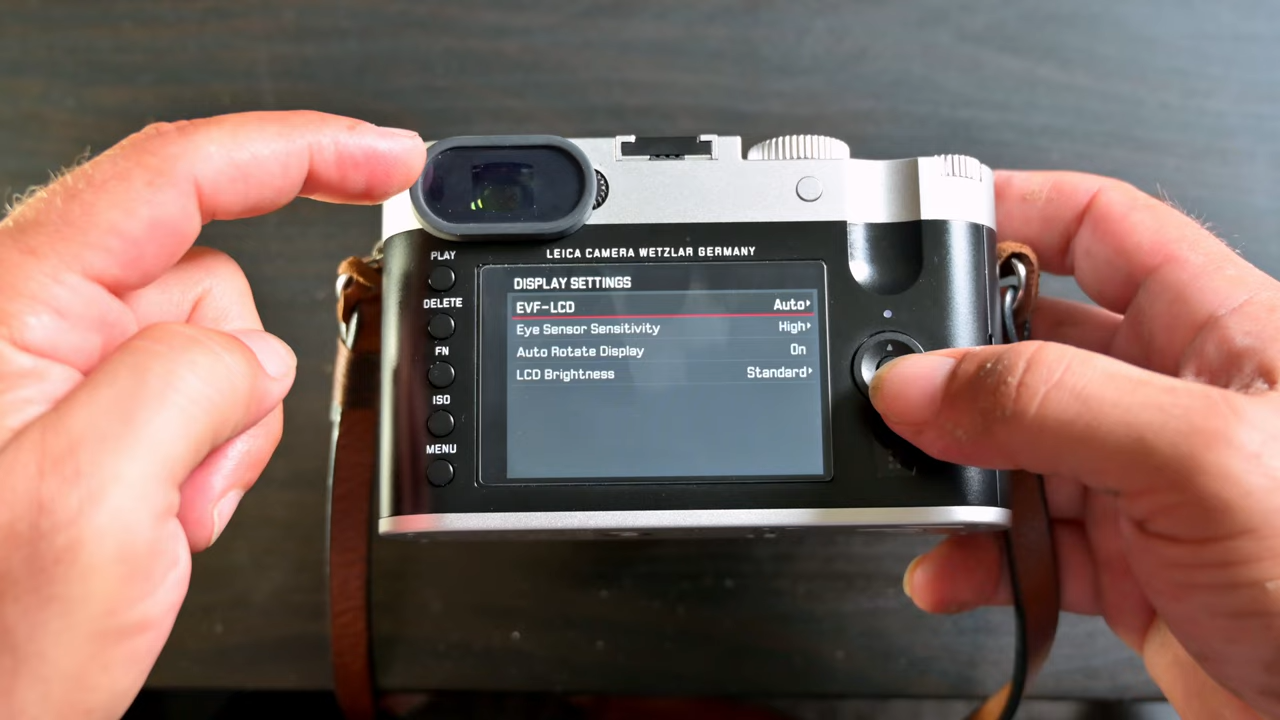 LEICA CAMERA WETZLAR GERMANY
PLAY
DELETE
FN
ISO
MENU
DISPLAY SETTINGS
EVF-LCD Auto
Eye Sensor Sensitivity High
Auto Rotate Display On
LCD Brightness Standard